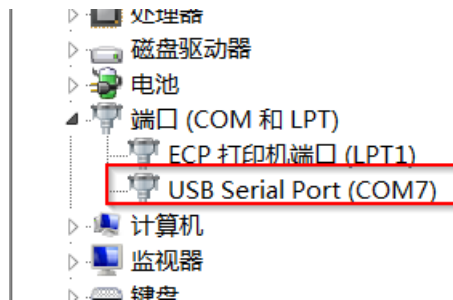 处理器
磁盘驱动器
电池
端口 (COM 和 LPT)
ECP 打印机端口 (LPT1)
USB Serial Port (COM7)
计算机
监视器
键盘